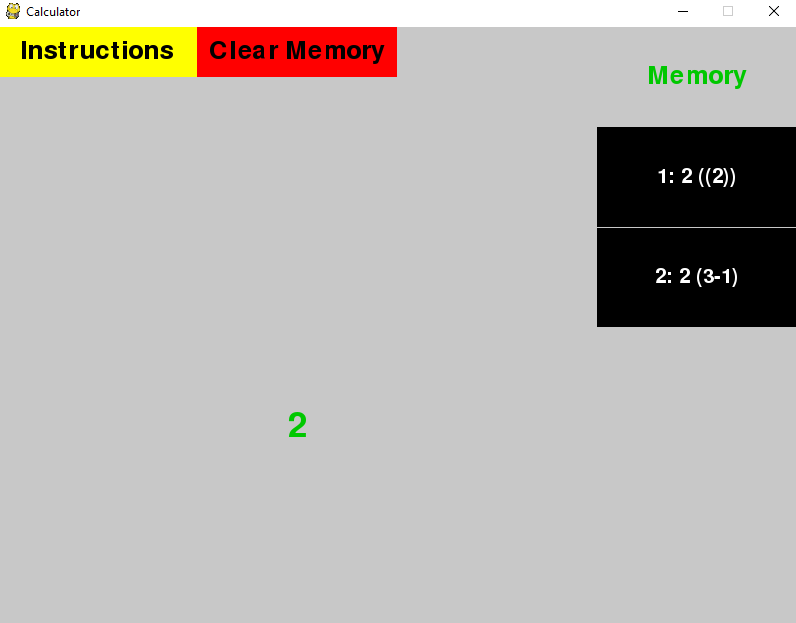 Calculator
Instructions
Clear Memory
Memory
1: 2 ((2))
2: 2 (3-1)
2